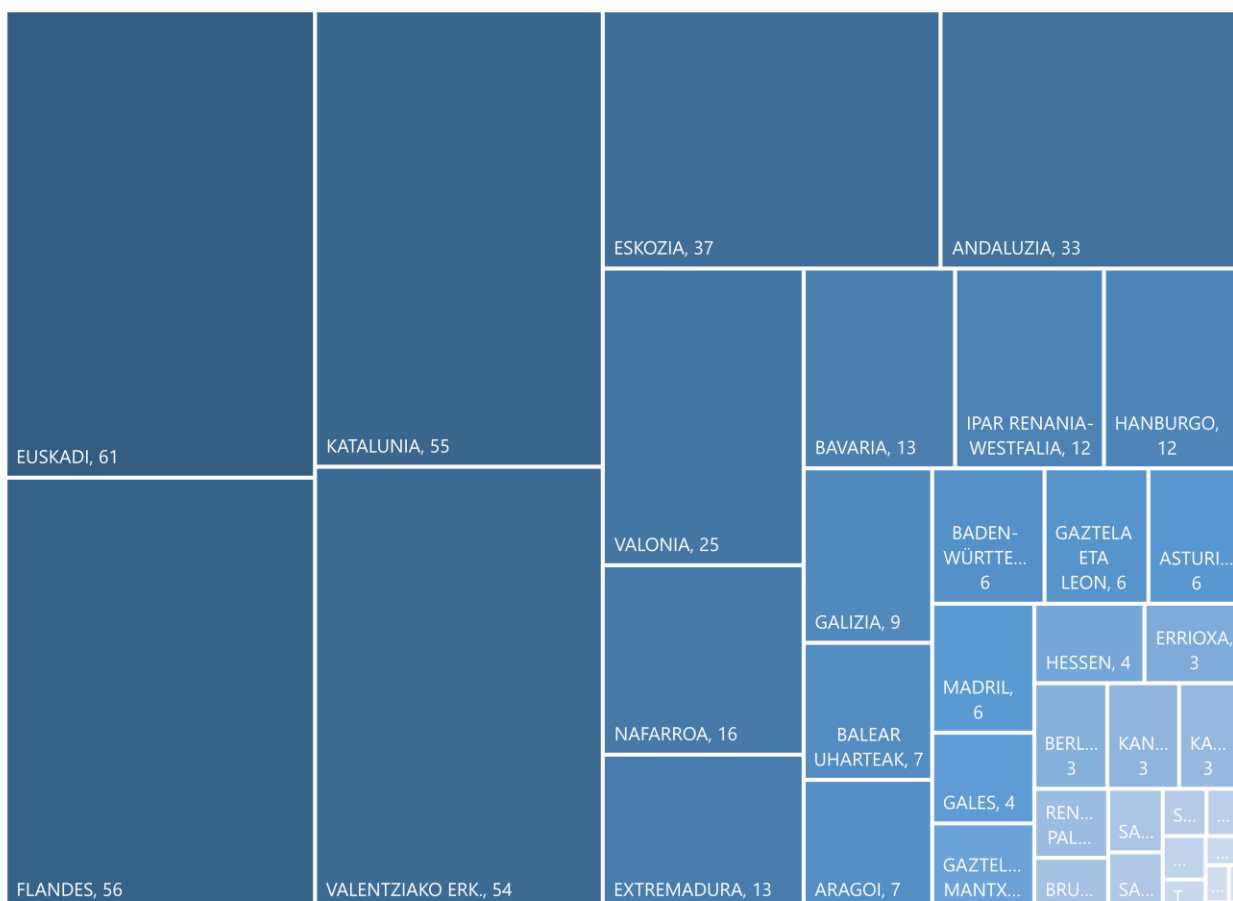 EUSKADI, 61
FLANDES, 56
KATALUNIA, 55
VALENTZIAKO ERK., 54
ESKOZIA, 37
ANDALUZIA, 33
VALONIA, 25
NAFARROA, 16
EXTREMADURA, 13
BAVARIA, 13
IPAR RENANIA-
WESTFALIA, 12
HANBURGO,
12
GALIZIA, 9
BALEAR
UHARTEAK, 7
ARAGOI, 7
BADEN-
WÜRTTE...
6
GAZTELA
ETA
LEON, 6
ASTURI...
6
MADRIL,
6
GALES, 4
GAZTEL...
MANTX...
HESSEN, 4
ERRIOXA,
3
BERL...
3
KAN...
3
KA...
3
REN...
PAL...
BRU...
SA...
SA...
S...
...
...
...
T...
...